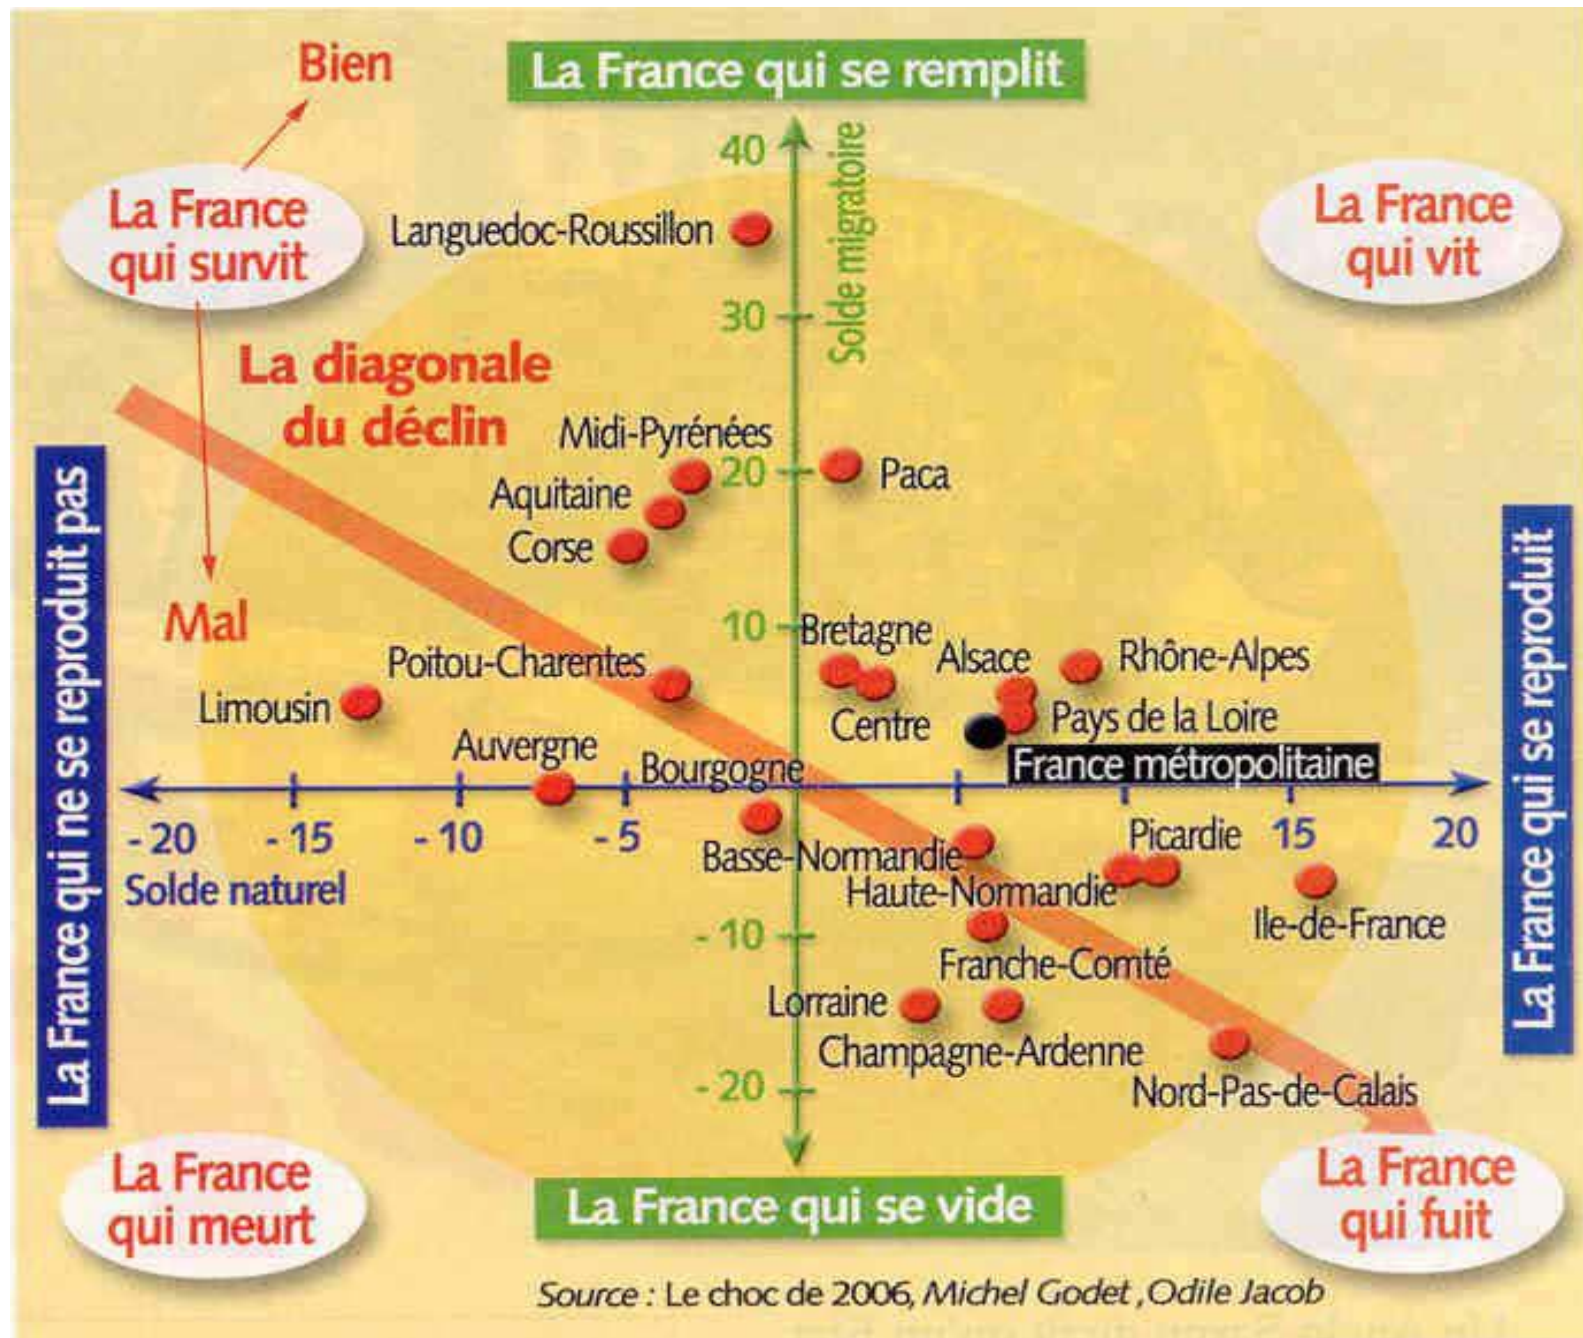 Bien
La France qui se remplit
La France
qui survit
La France
qui vit
40
Solde migratoire
Languedoc-Roussillon
30
La diagonale
du déclin
Midi-Pyrénées
20
Paca
Aquitaine
Corse
La France qui ne se reproduit pas
La France qui se reproduit
Mal
10
Bretagne
Alsace
Rhône-Alpes
Poitou-Charentes
Limousin
Centre
Pays de la Loire
Auvergne
Bourgogne
France métropolitaine
- 20
- 15
- 10
- 5
15
20
Solde naturel
Basse-Normandie
Picardie
Haute-Normandie
Ile-de-France
- 10
Franche-Comté
Lorraine
Champagne-Ardenne
- 20
Nord-Pas-de-Calais
La France
qui meurt
La France qui se vide
La France
qui fuit
Source : Le choc de 2006, Michel Godet ,Odile Jacob